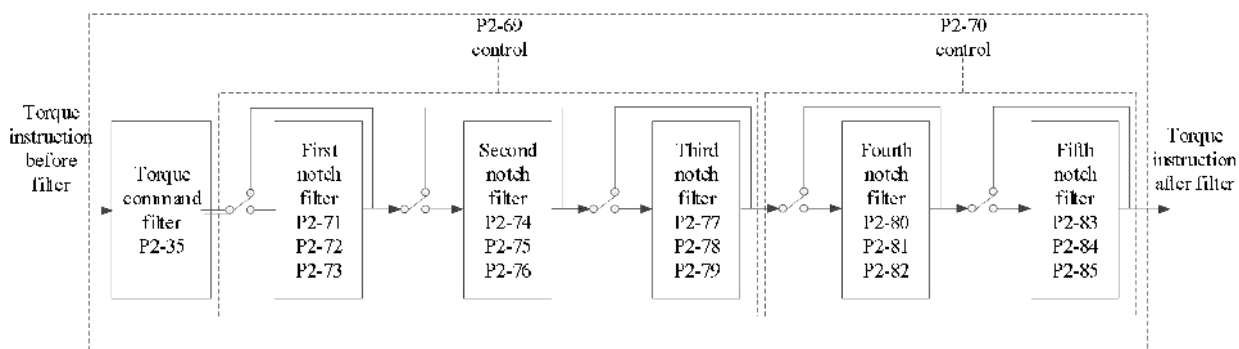 P2-69
control
P2-70
control
Torque
instruction
before
filter
Torque
command
filter
P2-35
First
notch
filter
P2-71
P2-72
P2-73
Second
notch
filter
P2-74
P2-75
P2-76
Third
notch
filter
P2-77
P2-78
P2-79
Fourth
notch
filter
P2-80
P2-81
P2-82
Fifth
notch
filter
P2-83
P2-84
P2-85
Torque
instruction
after filter